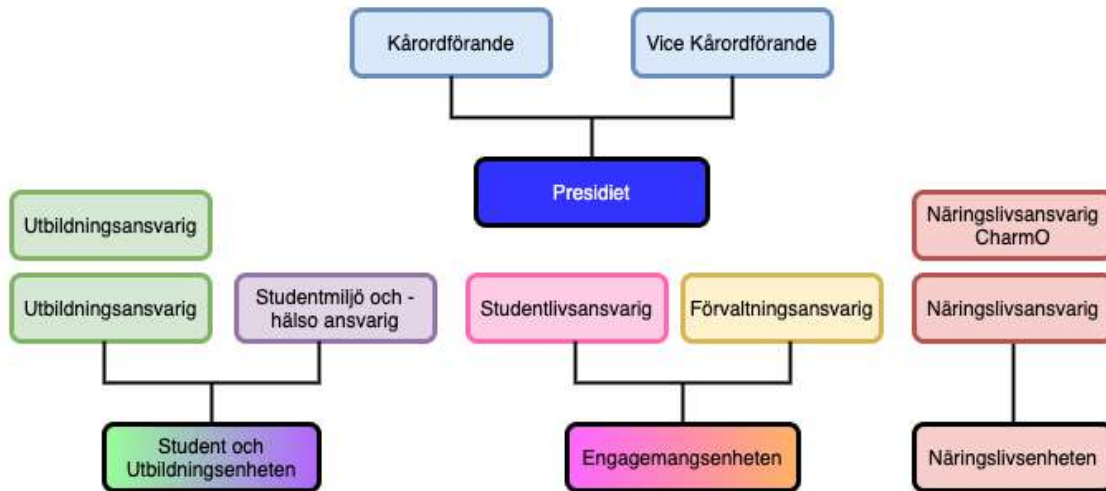 Kårordförande
Vice Kårordförande
Presidiet
Utbildningsansvarig
Näringslivsansvarig
CharmO
Utbildningsansvarig
Studentmiljö och -
hälso ansvarig
Studentlivsansvarig
Förvaltningsansvarig
Näringslivsansvarig
Student och
Utbildningsenheten
Engagemangsenheten
Näringslivsenheten